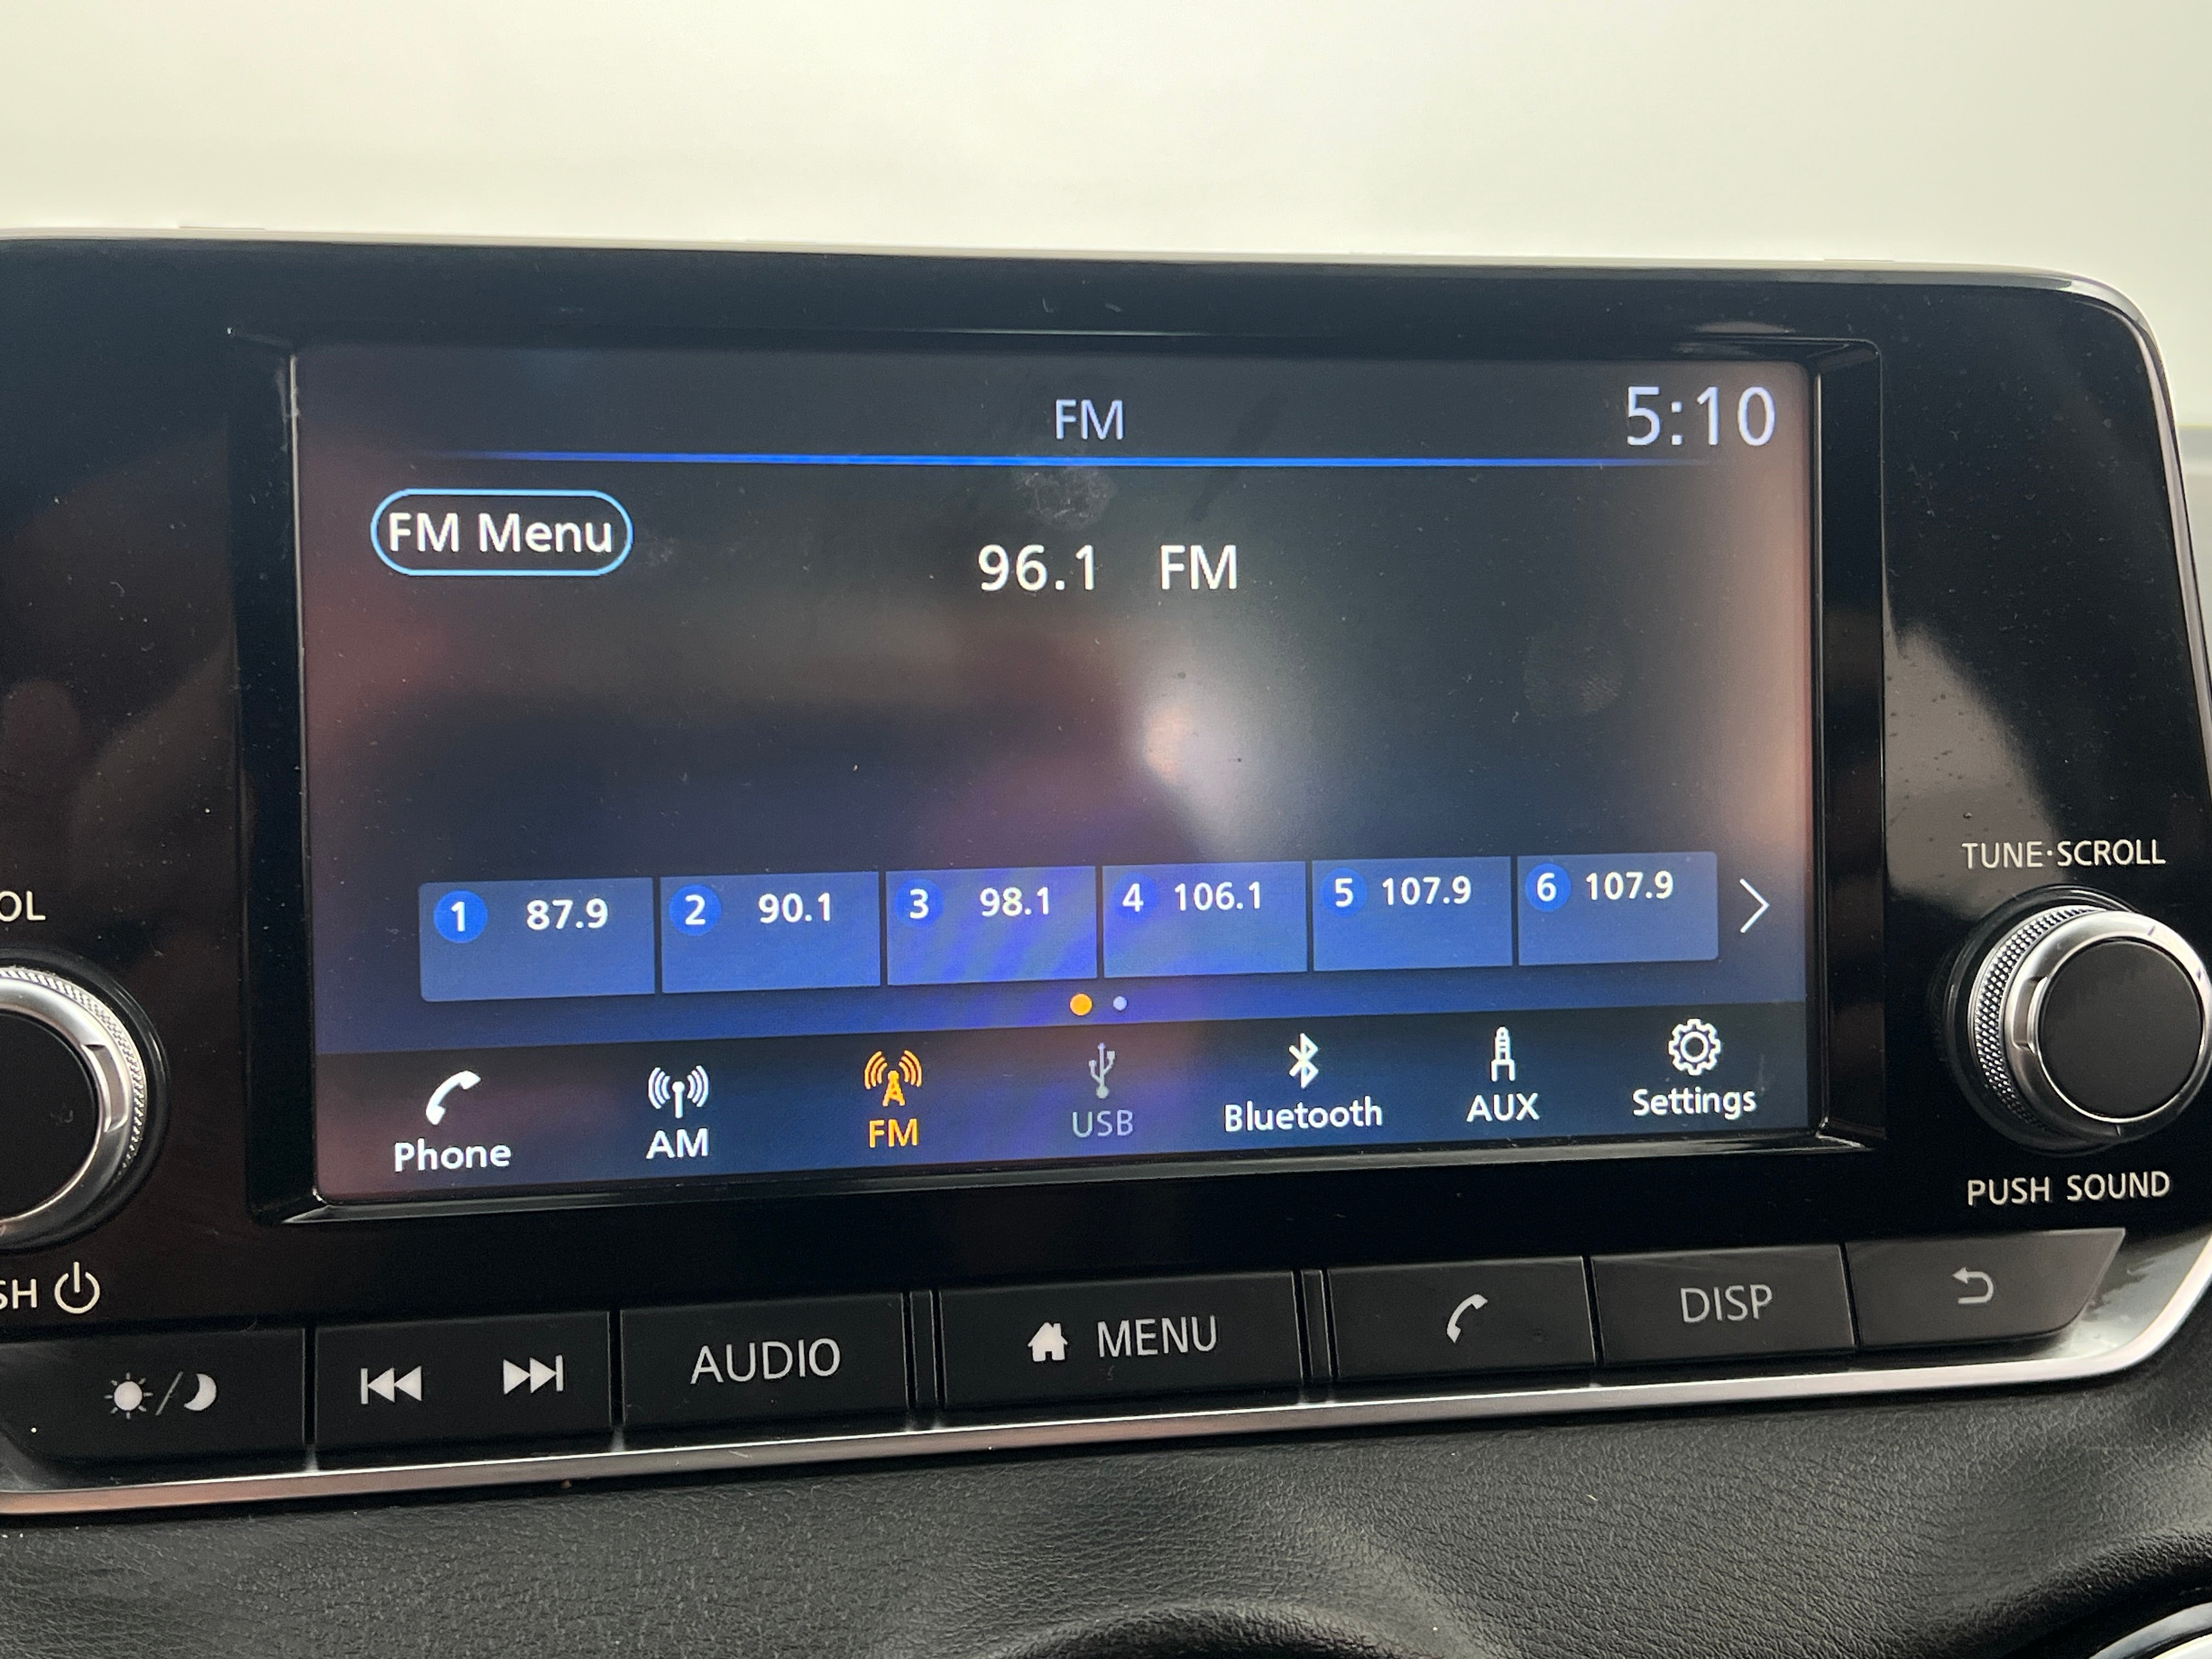 FM 5:10
FM Menu
96.1 FM
1 87.9 2 90.1 3 98.1 4 106.1 5 107.9 6 107.9
Phone AM FM USB Bluetooth AUX Settings
OL
TUNE·SCROLL
PUSH SOUND
SH
AUDIO MENU DISP